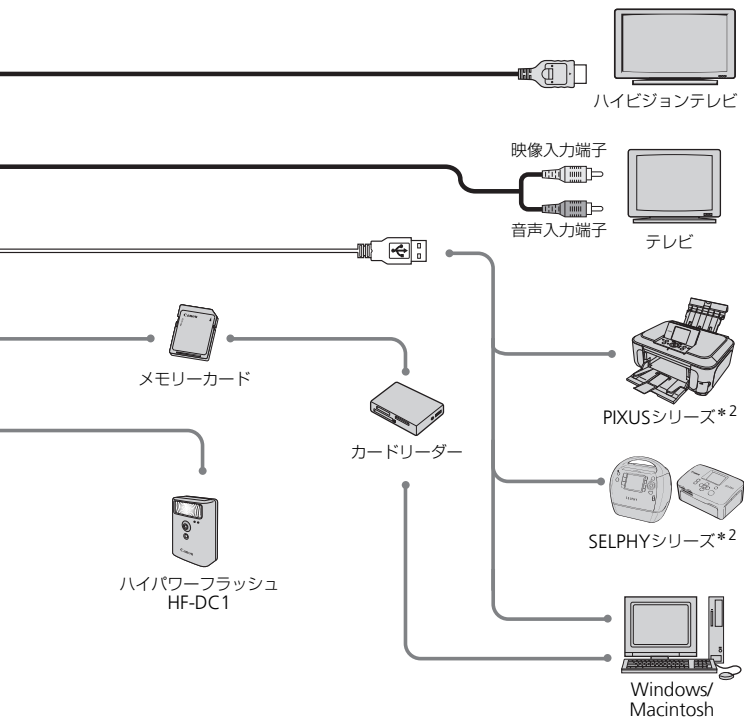 ハイビジョンテレビ
映像入力端子
音声入力端子
テレビ
Canon
メモリーカード
カードリーダー
PIXUSシリーズ*2
SELPHYシリーズ*2
Canon
ハイパワーフラッシュ
HF-DC1
Windows/
Macintosh